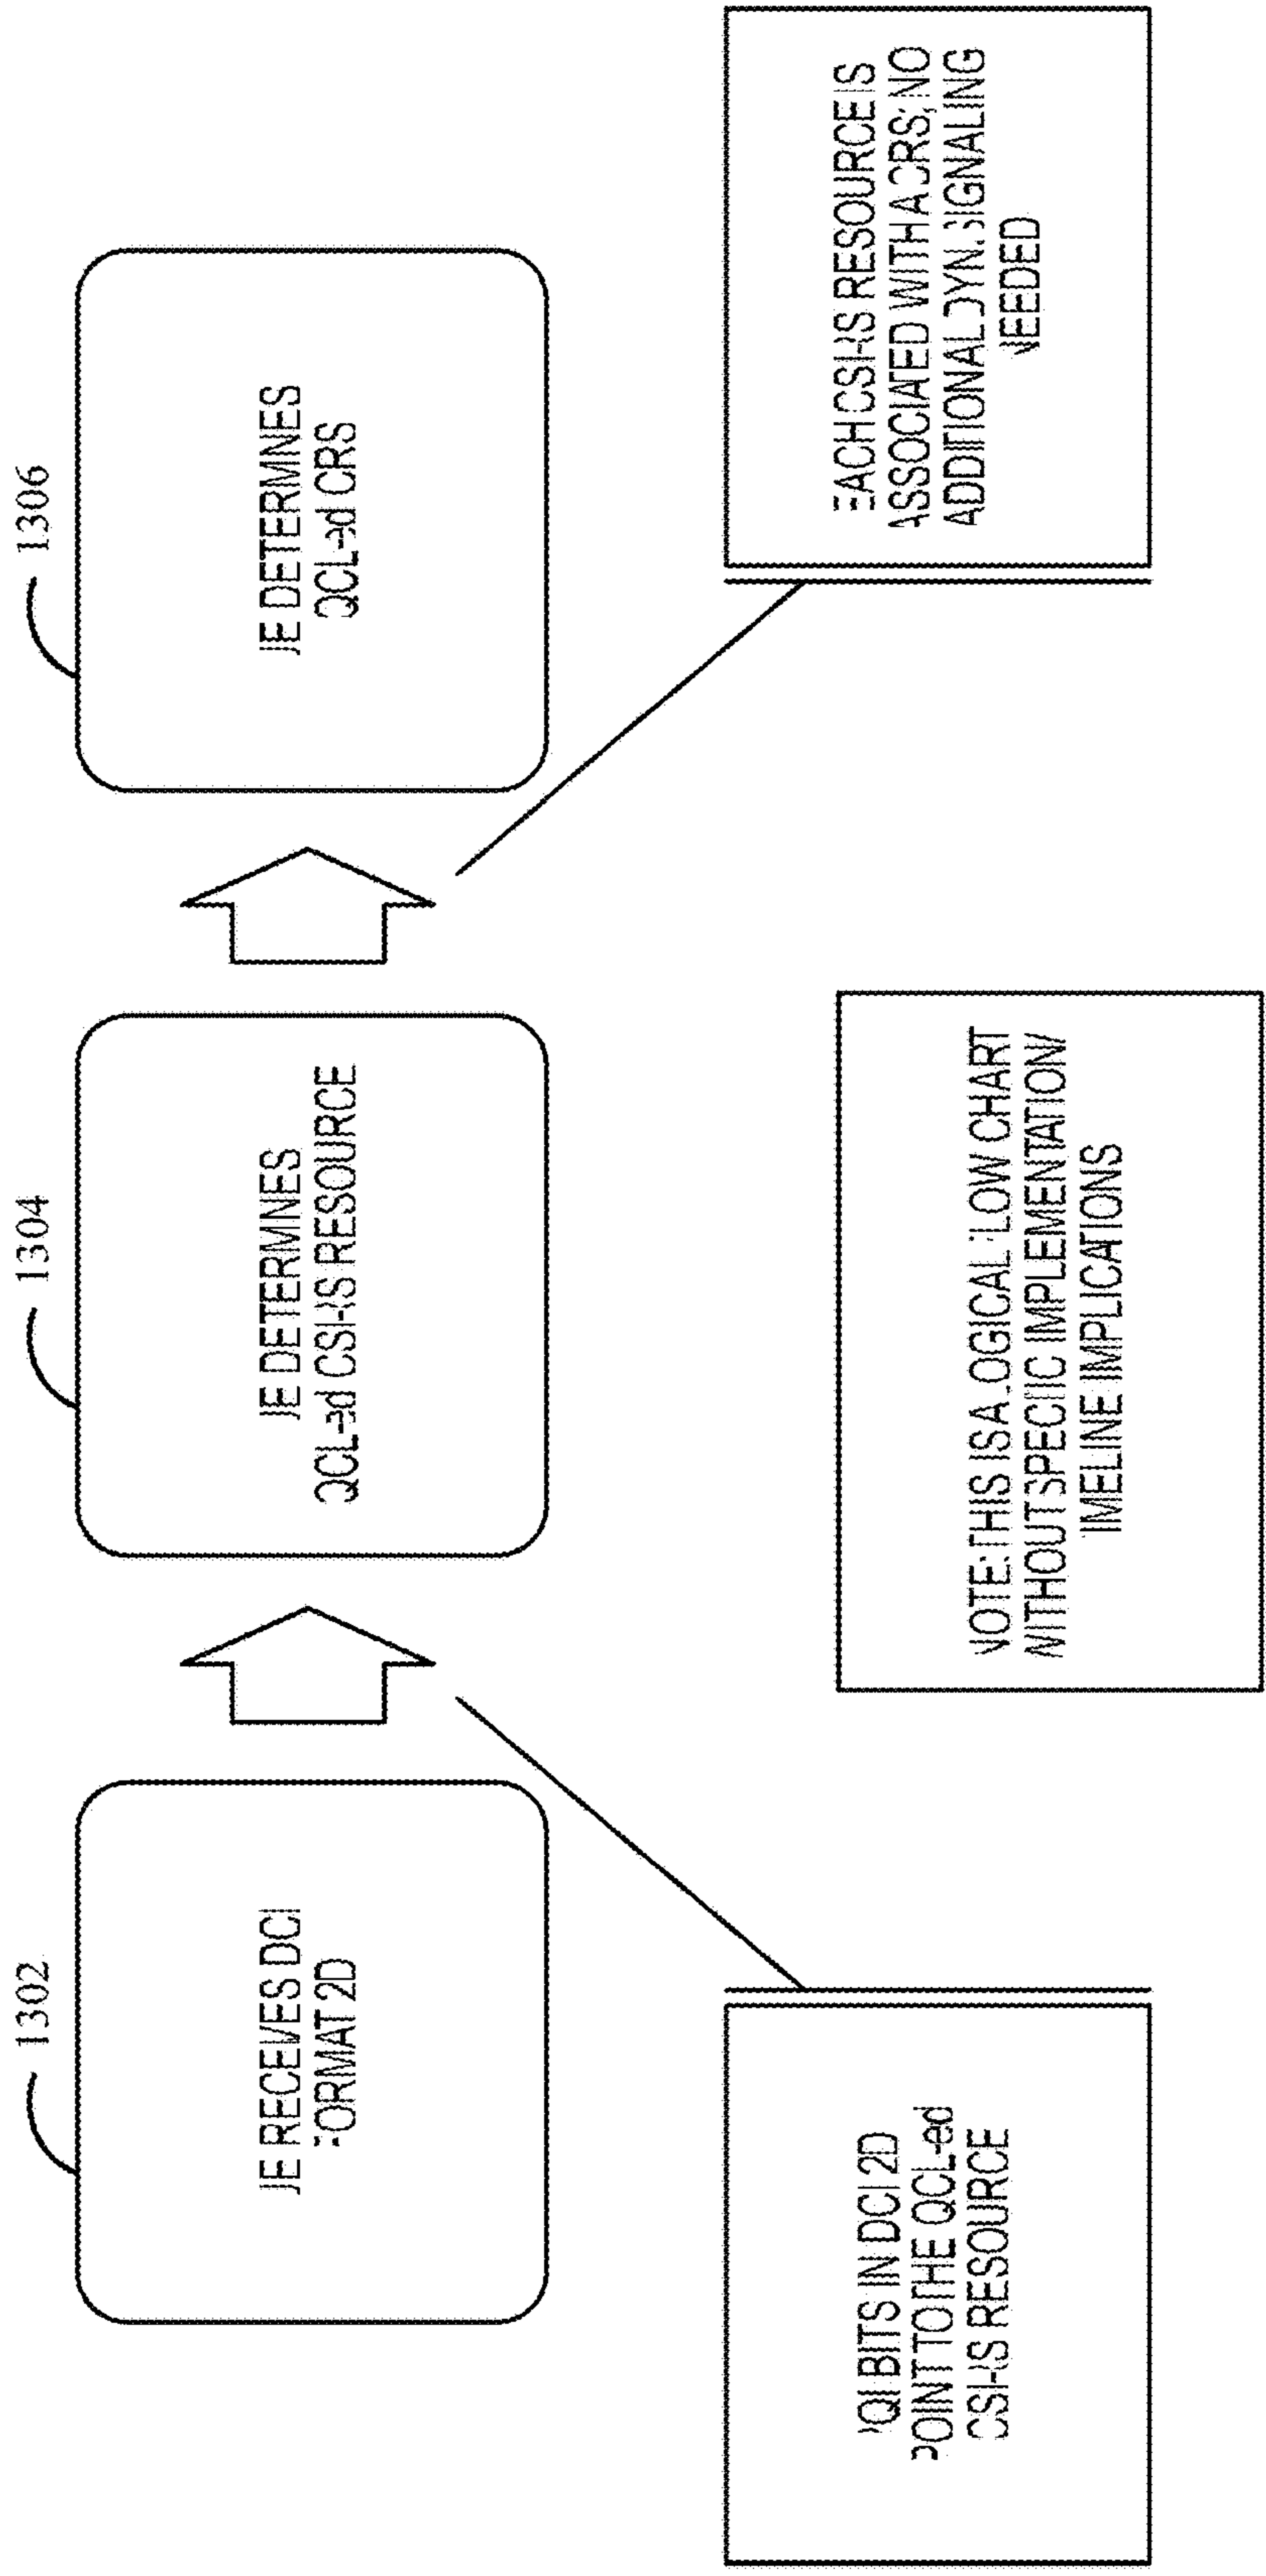 1302
UE RECEIVES DCI
FORMAT 2D
1304
UE DETERMINES
QCL-ed CSI-RS RESOURCE
1306
UE DETERMINES
QCL-ed CRS
PQI BITS IN DCI 2D
POINT TO THE QCL-ed
CSI-RS RESOURCE
NOTE: THIS IS A LOGICAL FLOW CHART
WITHOUT SPECIFIC IMPLEMENTATION/
TIMELINE IMPLICATIONS
EACH CSI-RS RESOURCE IS
ASSOCIATED WITH A CRS; NO
ADDITIONAL DYN. SIGNALING
NEEDED